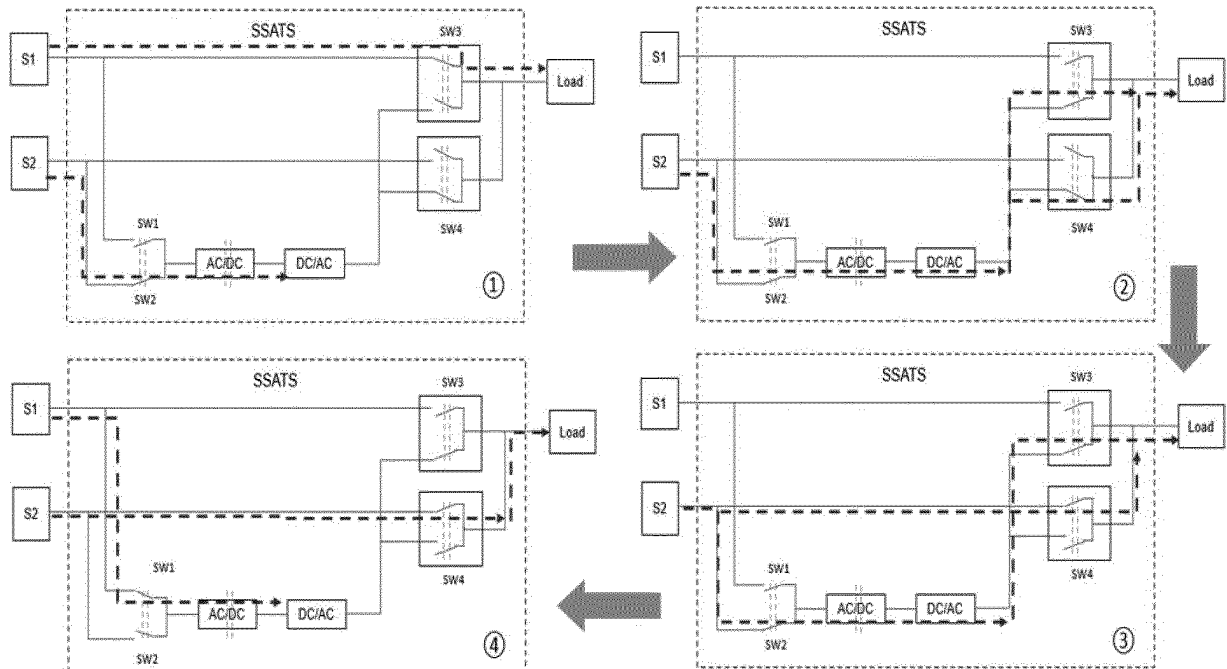 SSATS
SW3
S1
Load
S2
SW1
SW4
AC/DC
DC/AC
SW2
①
SSATS
SW3
S1
Load
S2
SW1
SW4
AC/DC
DC/AC
SW2
②
SSATS
SW3
S1
Load
S2
SW1
SW4
AC/DC
DC/AC
SW2
④
SSATS
SW3
S1
Load
S2
SW1
SW4
AC/DC
DC/AC
SW2
③